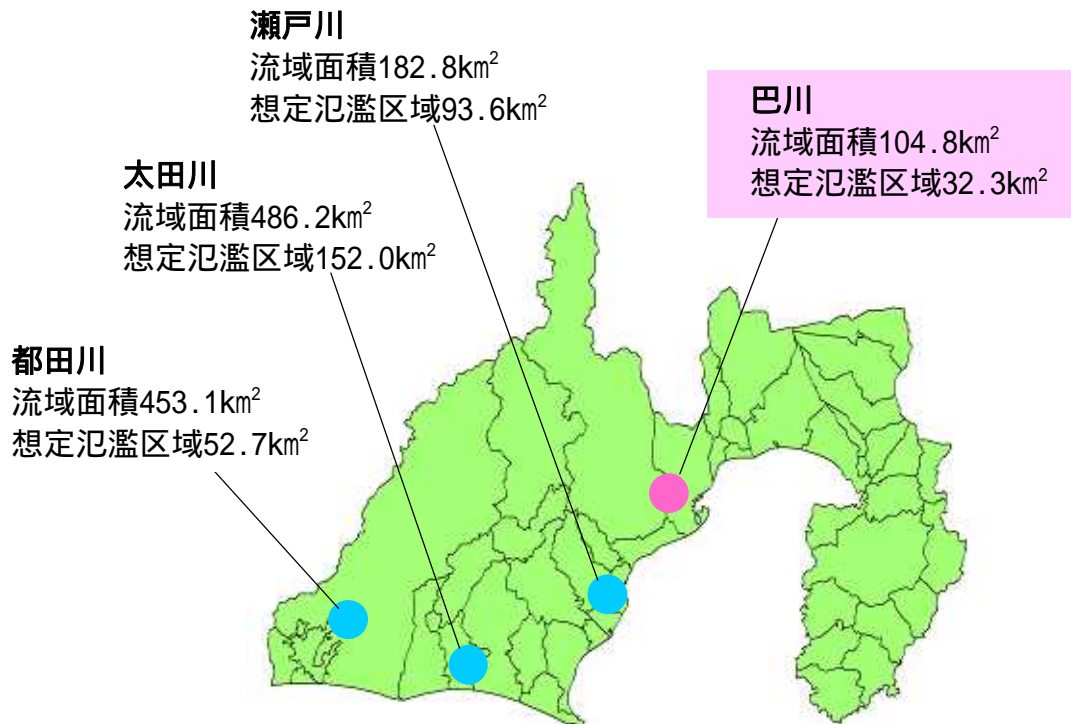 瀬戸川
流域面積182.8km²
想定氾濫区域93.6km²
巴川
流域面積104.8km²
想定氾濫区域32.3km²
太田川
流域面積486.2km²
想定氾濫区域152.0km²
都田川
流域面積453.1km²
想定氾濫区域52.7km²